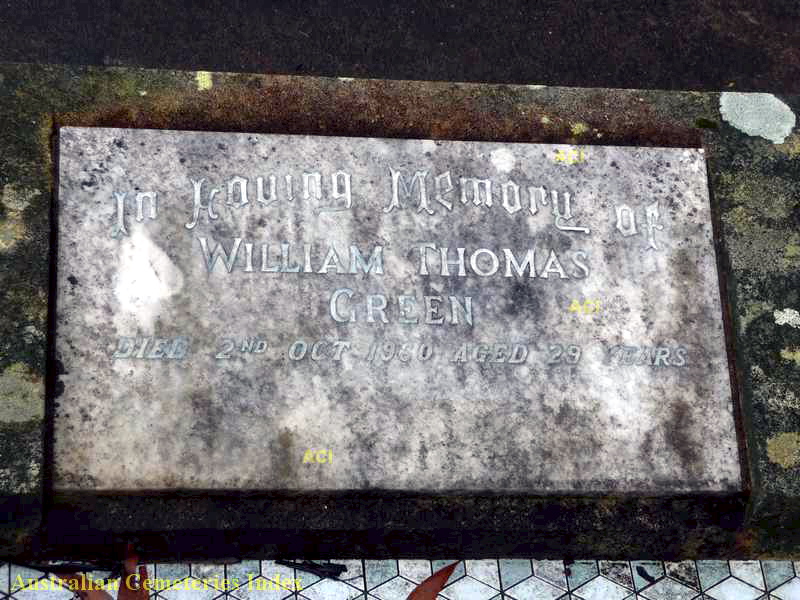 In Loving Memory of
WILLIAM THOMAS
GREEN
DIED 2ND OCT 1960 AGED 29 YEARS
ACI
ACI
ACI
Australian Cemeteries Index